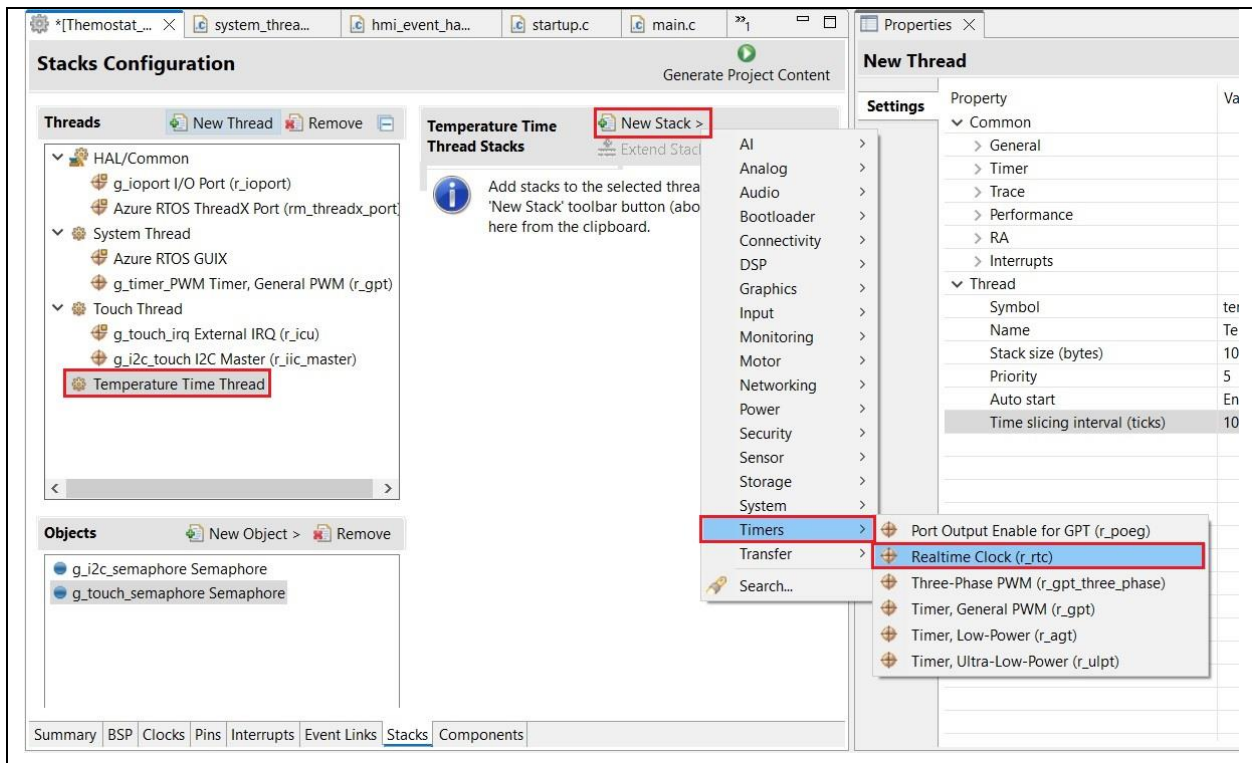 *[Themostat_... system_threa... hmi_event_ha... startup.c main.c »1
Stacks Configuration
Generate Project Content
Threads New Thread Remove
HAL/Common
g_ioport I/O Port (r_ioport)
Azure RTOS ThreadX Port (rm_threadx_port)
System Thread
Azure RTOS GUIX
g_timer_PWM Timer, General PWM (r_gpt)
Touch Thread
g_touch_irq External IRQ (r_icu)
g_i2c_touch I2C Master (r_iic_master)
Temperature Time Thread
Objects New Object > Remove
g_i2c_semaphore Semaphore
g_touch_semaphore Semaphore
Temperature Time
Thread Stacks
New Stack >
Extend Stac
Add stacks to the selected threa
'New Stack' toolbar button (abo
here from the clipboard.
AI
Analog
Audio
Bootloader
Connectivity
DSP
Graphics
Input
Monitoring
Motor
Networking
Power
Security
Sensor
Storage
System
Timers
Transfer
Search...
Port Output Enable for GPT (r_poeg)
Realtime Clock (r_rtc)
Three-Phase PWM (r_gpt_three_phase)
Timer, General PWM (r_gpt)
Timer, Low-Power (r_agt)
Timer, Ultra-Low-Power (r_ulpt)
Summary BSP Clocks Pins Interrupts Event Links Stacks Components
Properties
New Thread
Settings
Property Va
Common
General
Timer
Trace
Performance
RA
Interrupts
Thread
Symbol ter
Name Te
Stack size (bytes) 10
Priority 5
Auto start En
Time slicing interval (ticks) 10